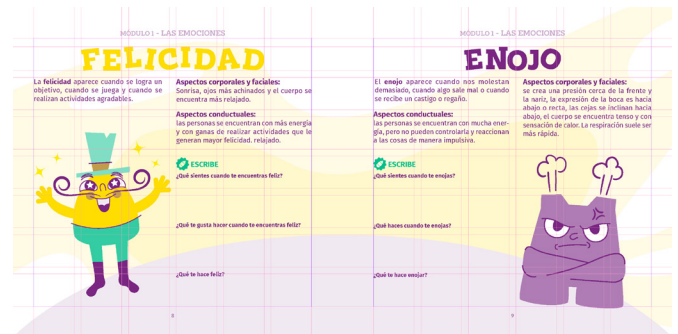 MÓDULO 1 - LAS EMOCIONES
FELICIDAD
La felicidad aparece cuando se logra un
objetivo, cuando se juega y cuando se
realizan actividades agradables.
Aspectos corporales y faciales:
Sonrisa, ojos más achinados y el cuerpo se
encuentra más relajado.
Aspectos conductuales:
las personas se encuentran con más energía
y con ganas de realizar actividades que le
generan mayor felicidad. relajado.
ESCRIBE
¿Qué sientes cuando te encuentras feliz?
¿Qué te gusta hacer cuando te encuentras feliz?
¿Qué te hace feliz?
8
MÓDULO 1 - LAS EMOCIONES
ENOJO
El enojo aparece cuando nos molestan
demasiado, cuando algo sale mal o cuando
se recibe un castigo o regaño.
Aspectos conductuales:
las personas se encuentran con mucha ener-
gía, pero no pueden controlarla y reaccionan
a las cosas de manera impulsiva.
Aspectos corporales y faciales:
se crea una presión cerca de la frente y
la nariz, la expresión de la boca es hacia
abajo o recta, las cejas se inclinan hacia
abajo, el cuerpo se encuentra tenso y con
sensación de calor. La respiración suele ser
más rápida.
ESCRIBE
¿Qué sientes cuando te enojas?
¿Qué haces cuando te enojas?
¿Qué te hace enojar?
9